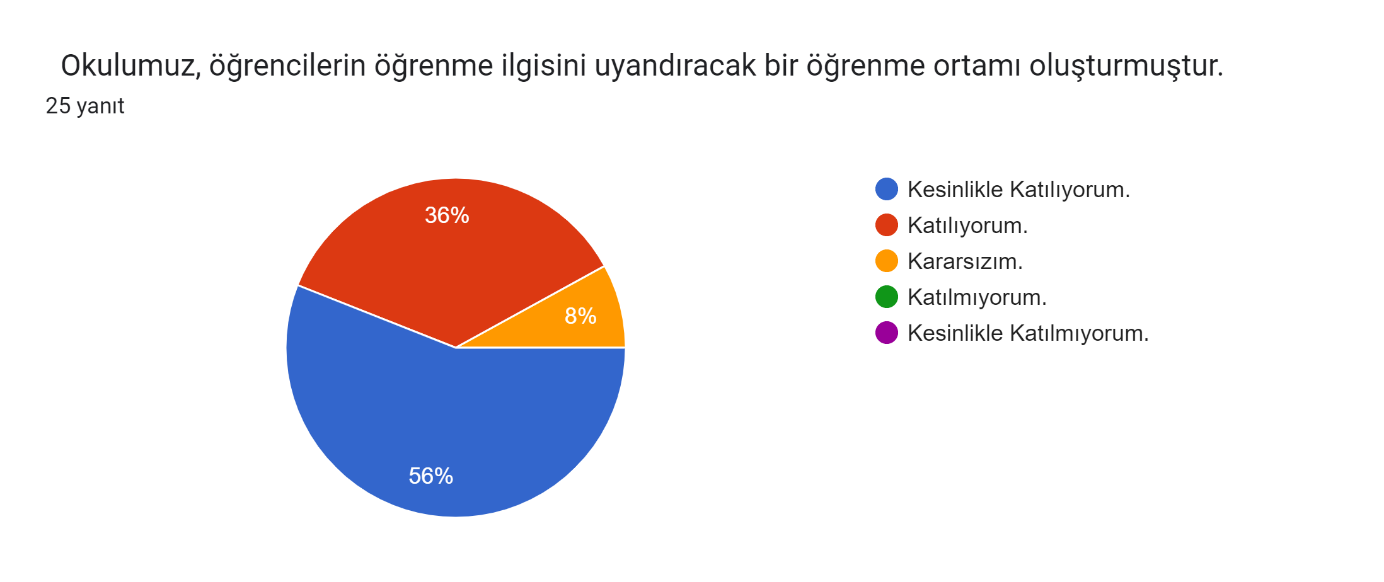 Okulumuz, öğrencilerin öğrenme ilgisini uyandıracak bir öğrenme ortamı oluşturmuştur.
25 yanıt
36%
8%
56%
Kesinlikle Katılıyorum.
Katılıyorum.
Kararsızım.
Katılmıyorum.
Kesinlikle Katılmıyorum.